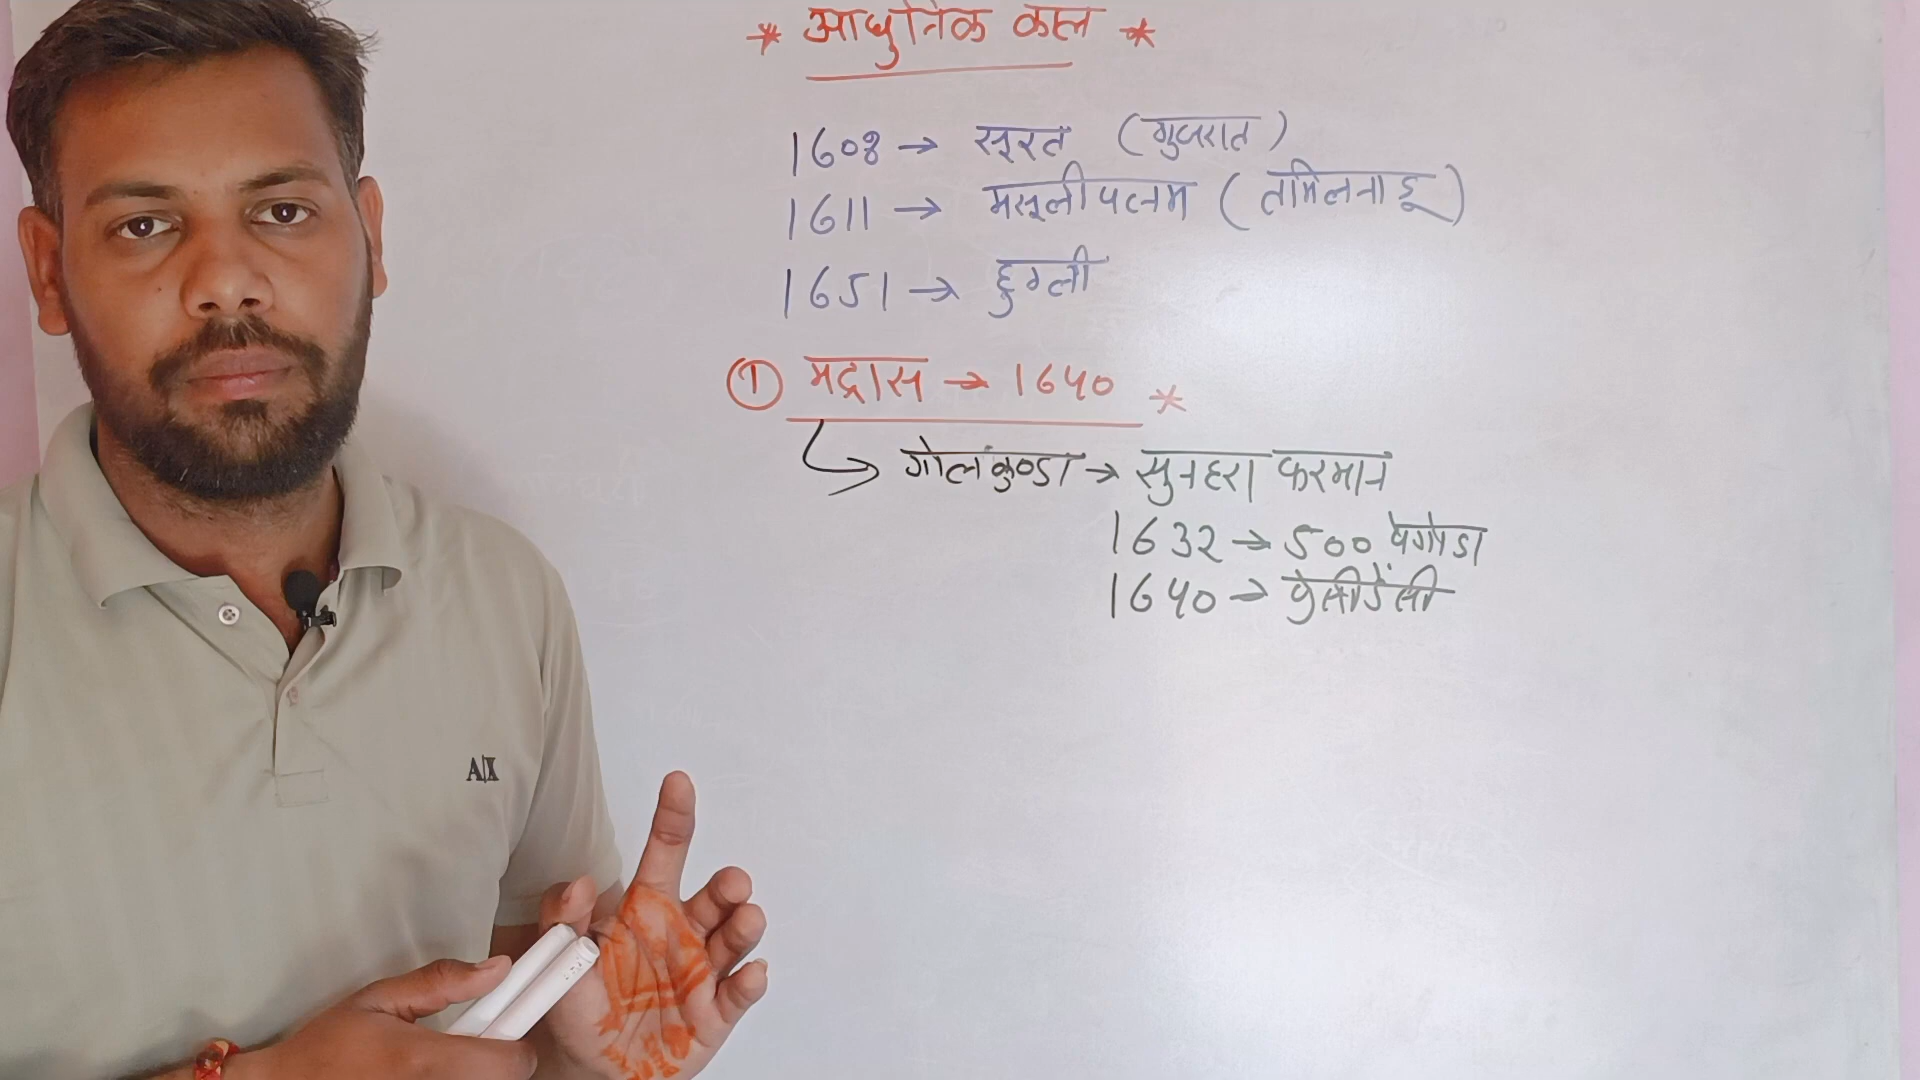 * आधुनिक काल *
1608 → सूरत (गुजरात)
1611 → मसूलीपटनम (तमिलनाडू)
1651 → हुगली
① मद्रास → 1640 *
↳ गोलकुण्डा → सुनहरा फरमान
1632 → 500 पेगोडा
1640 → प्रेसीडेंसी
A|X